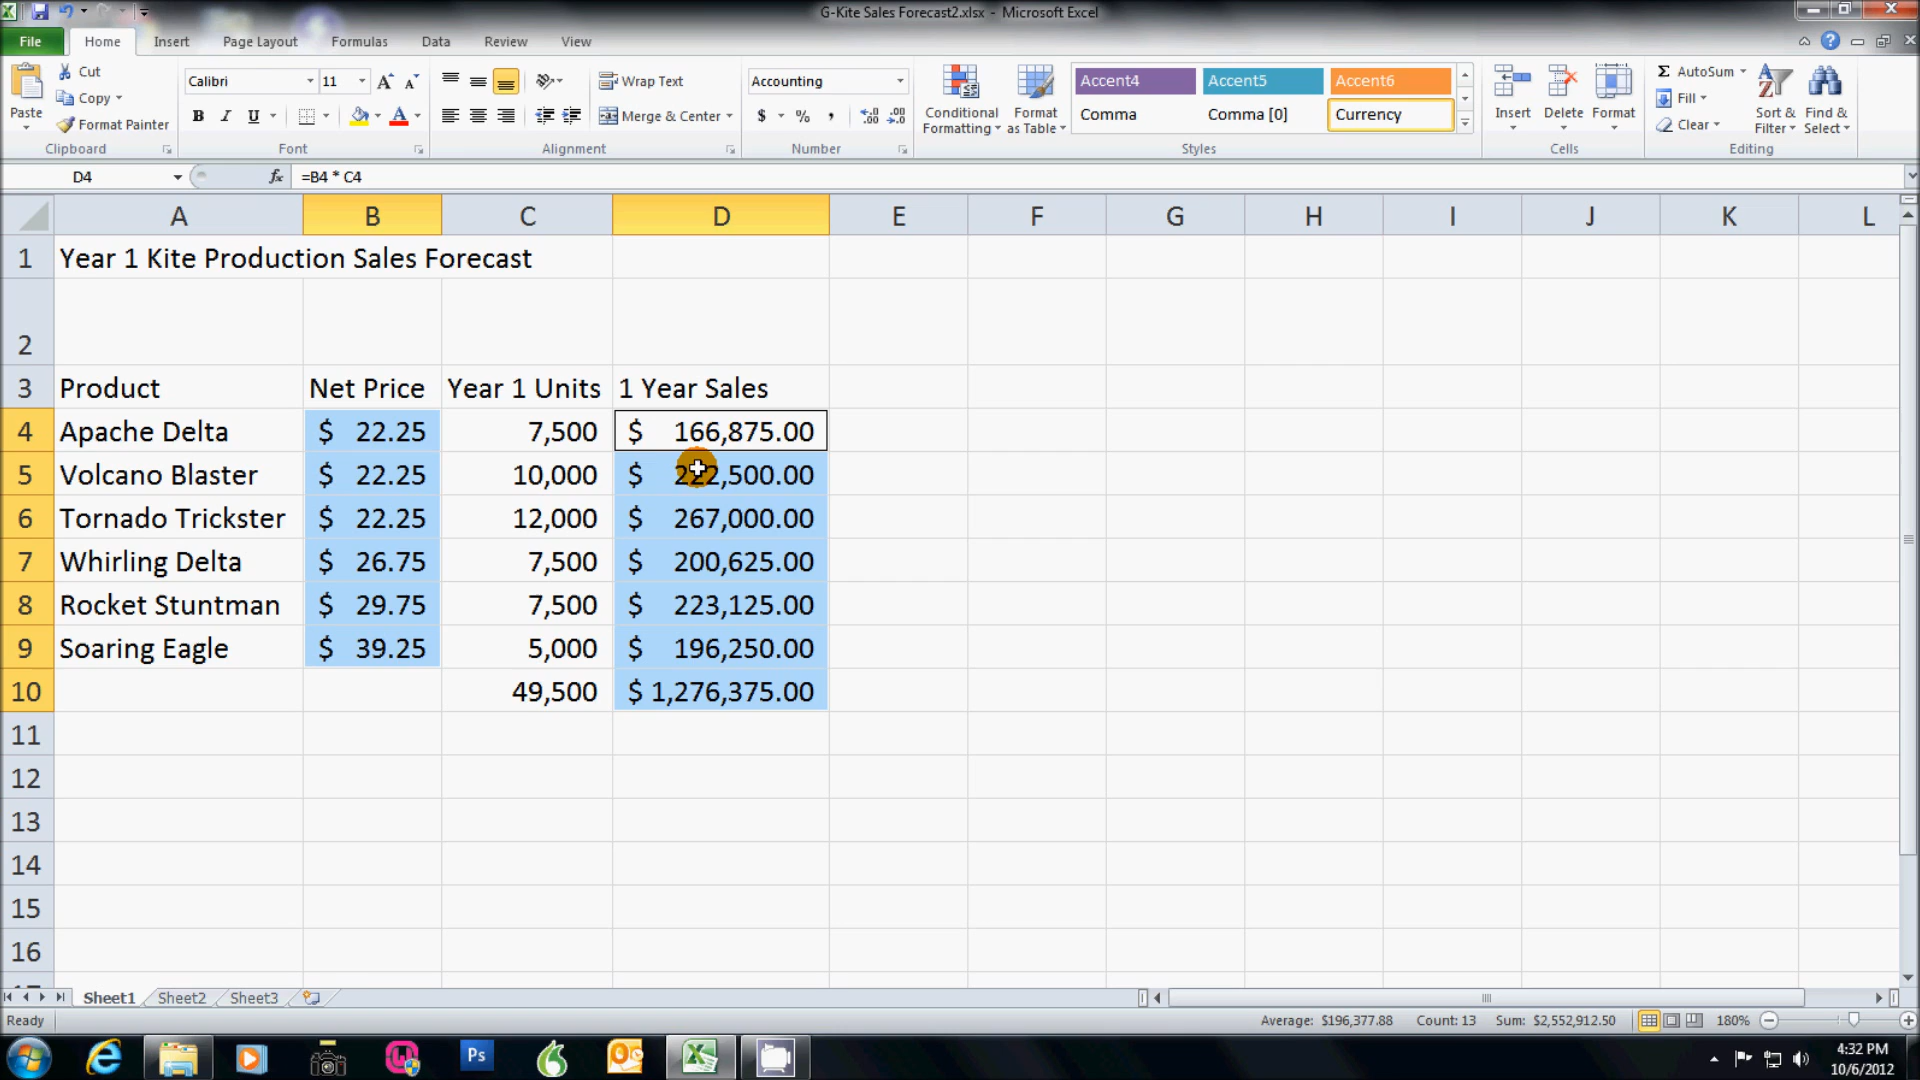 G-Kite Sales Forecast2.xlsx - Microsoft Excel
File Home Insert Page Layout Formulas Data Review View
Paste
Cut
Copy
Format Painter
Clipboard
Calibri 11
B I U
Font
Wrap Text
Merge & Center
Alignment
Accounting
$ % ,
Number
Conditional Formatting
Format as Table
Accent4 Accent5 Accent6
Comma Comma [0] Currency
Styles
Insert Delete Format
Cells
Σ AutoSum
Fill
Clear
Sort & Filter
Find & Select
Editing
D4 fx =B4 * C4
A B C D E F G H I J K L
1 Year 1 Kite Production Sales Forecast
2
3 Product Net Price Year 1 Units 1 Year Sales
4 Apache Delta $ 22.25 7,500 $ 166,875.00
5 Volcano Blaster $ 22.25 10,000 $ 222,500.00
6 Tornado Trickster $ 22.25 12,000 $ 267,000.00
7 Whirling Delta $ 26.75 7,500 $ 200,625.00
8 Rocket Stuntman $ 29.75 7,500 $ 223,125.00
9 Soaring Eagle $ 39.25 5,000 $ 196,250.00
10 49,500 $ 1,276,375.00
11
12
13
14
15
16
Sheet1 Sheet2 Sheet3
Ready Average: $196,377.88 Count: 13 Sum: $2,552,912.50 180%
Ps
4:32 PM
10/6/2012